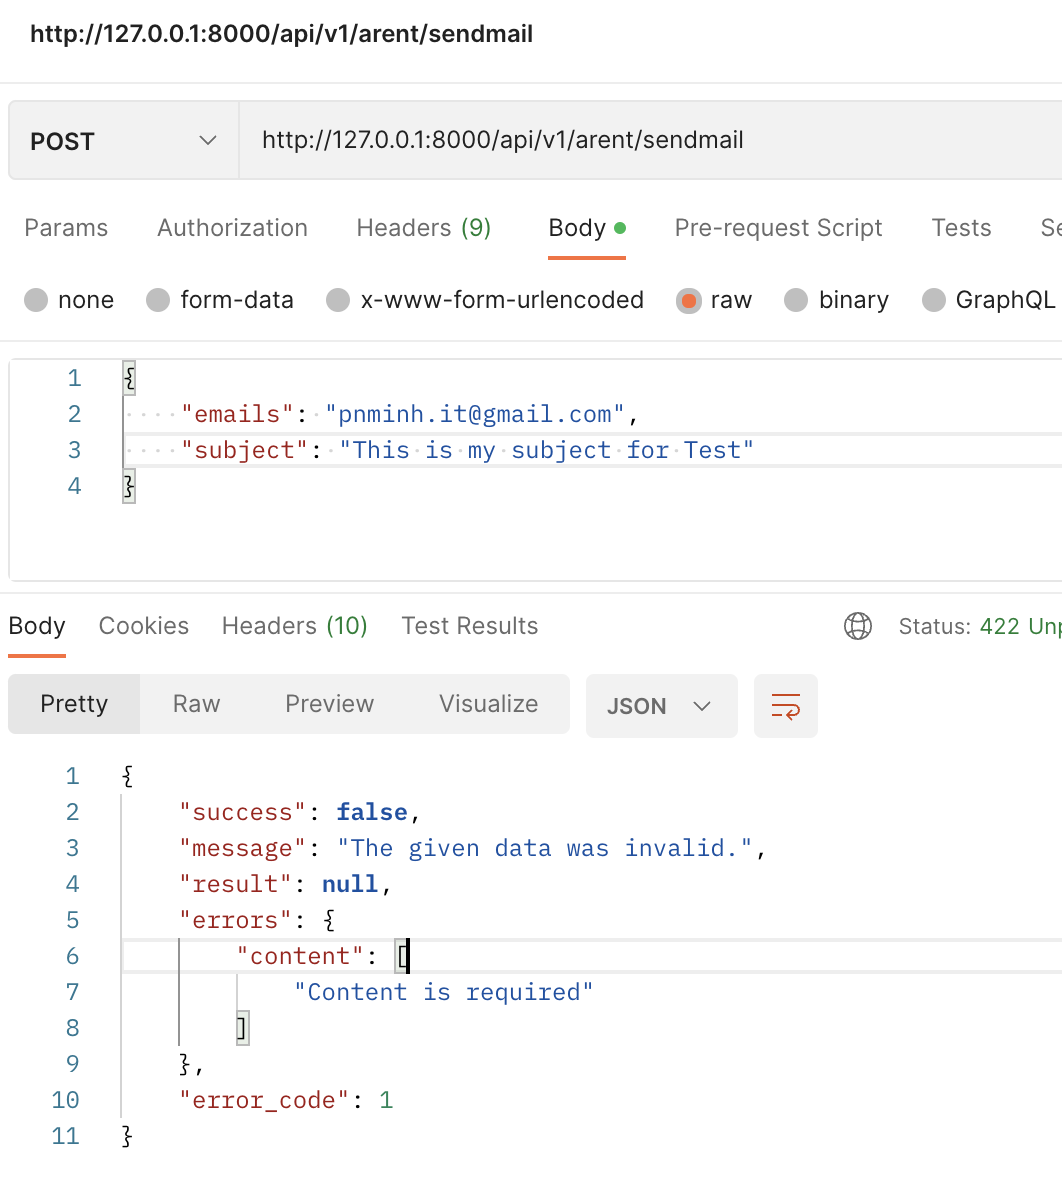 http://127.0.0.1:8000/api/v1/arent/sendmail
POST http://127.0.0.1:8000/api/v1/arent/sendmail
Params Authorization Headers (9) Body Pre-request Script Tests
none form-data x-www-form-urlencoded raw binary GraphQL
1 {
2 "emails": "pnminh.it@gmail.com",
3 "subject": "This is my subject for Test"
4 }
Body Cookies Headers (10) Test Results Status: 422
Pretty Raw Preview Visualize JSON
1 {
2 "success": false,
3 "message": "The given data was invalid.",
4 "result": null,
5 "errors": {
6 "content": [
7 "Content is required"
8 ]
9 },
10 "error_code": 1
11 }